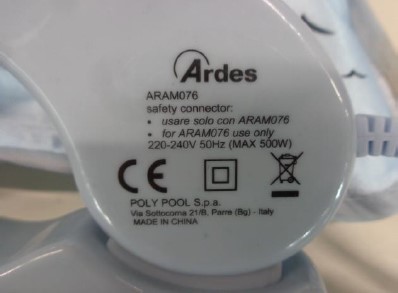 Ardes
ARAM076
safety connector:
• usare solo con ARAM076
• for ARAM076 use only
220-240V 50Hz (MAX 500W)
CE
POLY POOL S.p.a.
Via Sottocorna 21/B, Parre (Bg) - Italy
MADE IN CHINA